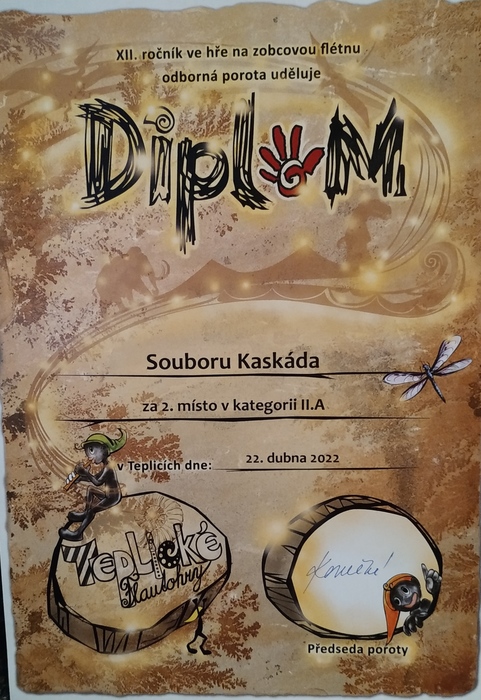 XII. ročník ve hře na zobcovou flétnu
odborná porota uděluje
Diplom
Souboru Kaskáda
za 2. místo v kategorii II.A
v Teplicích dne: 22. dubna 2022
Teplické
Flautohry
Předseda poroty